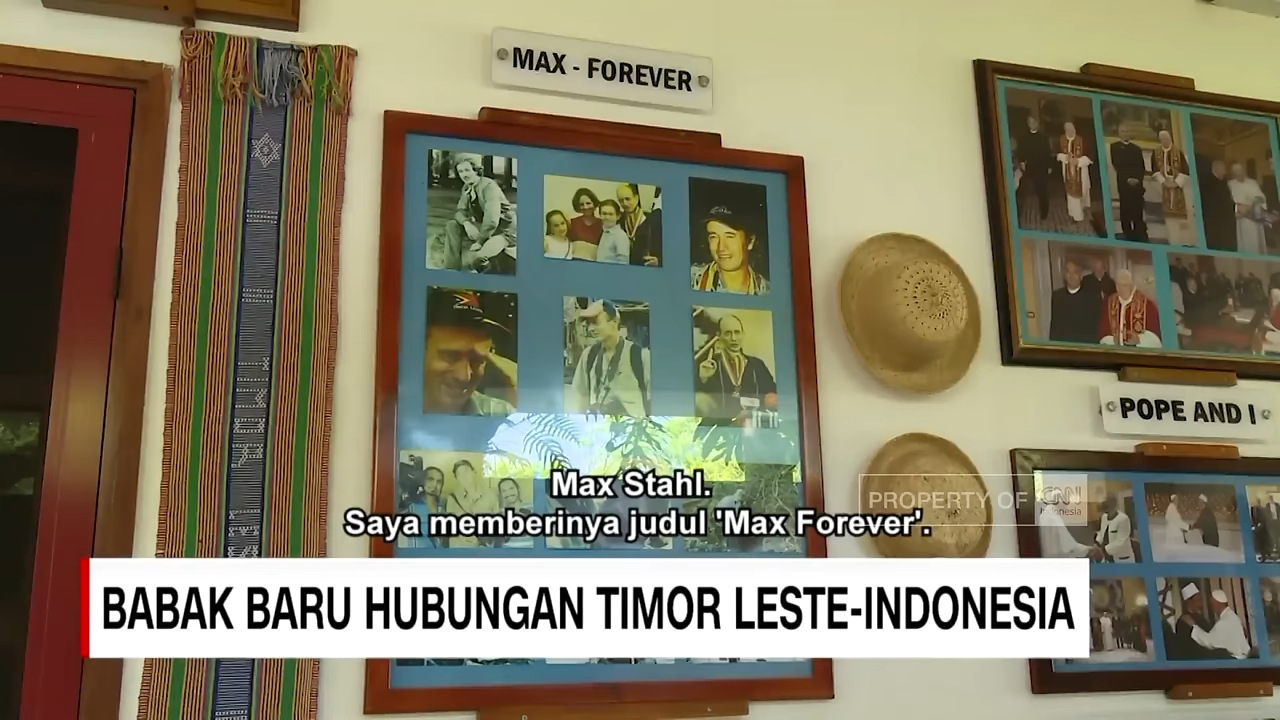 MAX - FOREVER
POPE AND I
Max Stahl.
Saya memberinya judul 'Max Forever'.
PROPERTY OF CNN
Indonesia
BABAK BARU HUBUNGAN TIMOR LESTE-INDONESIA